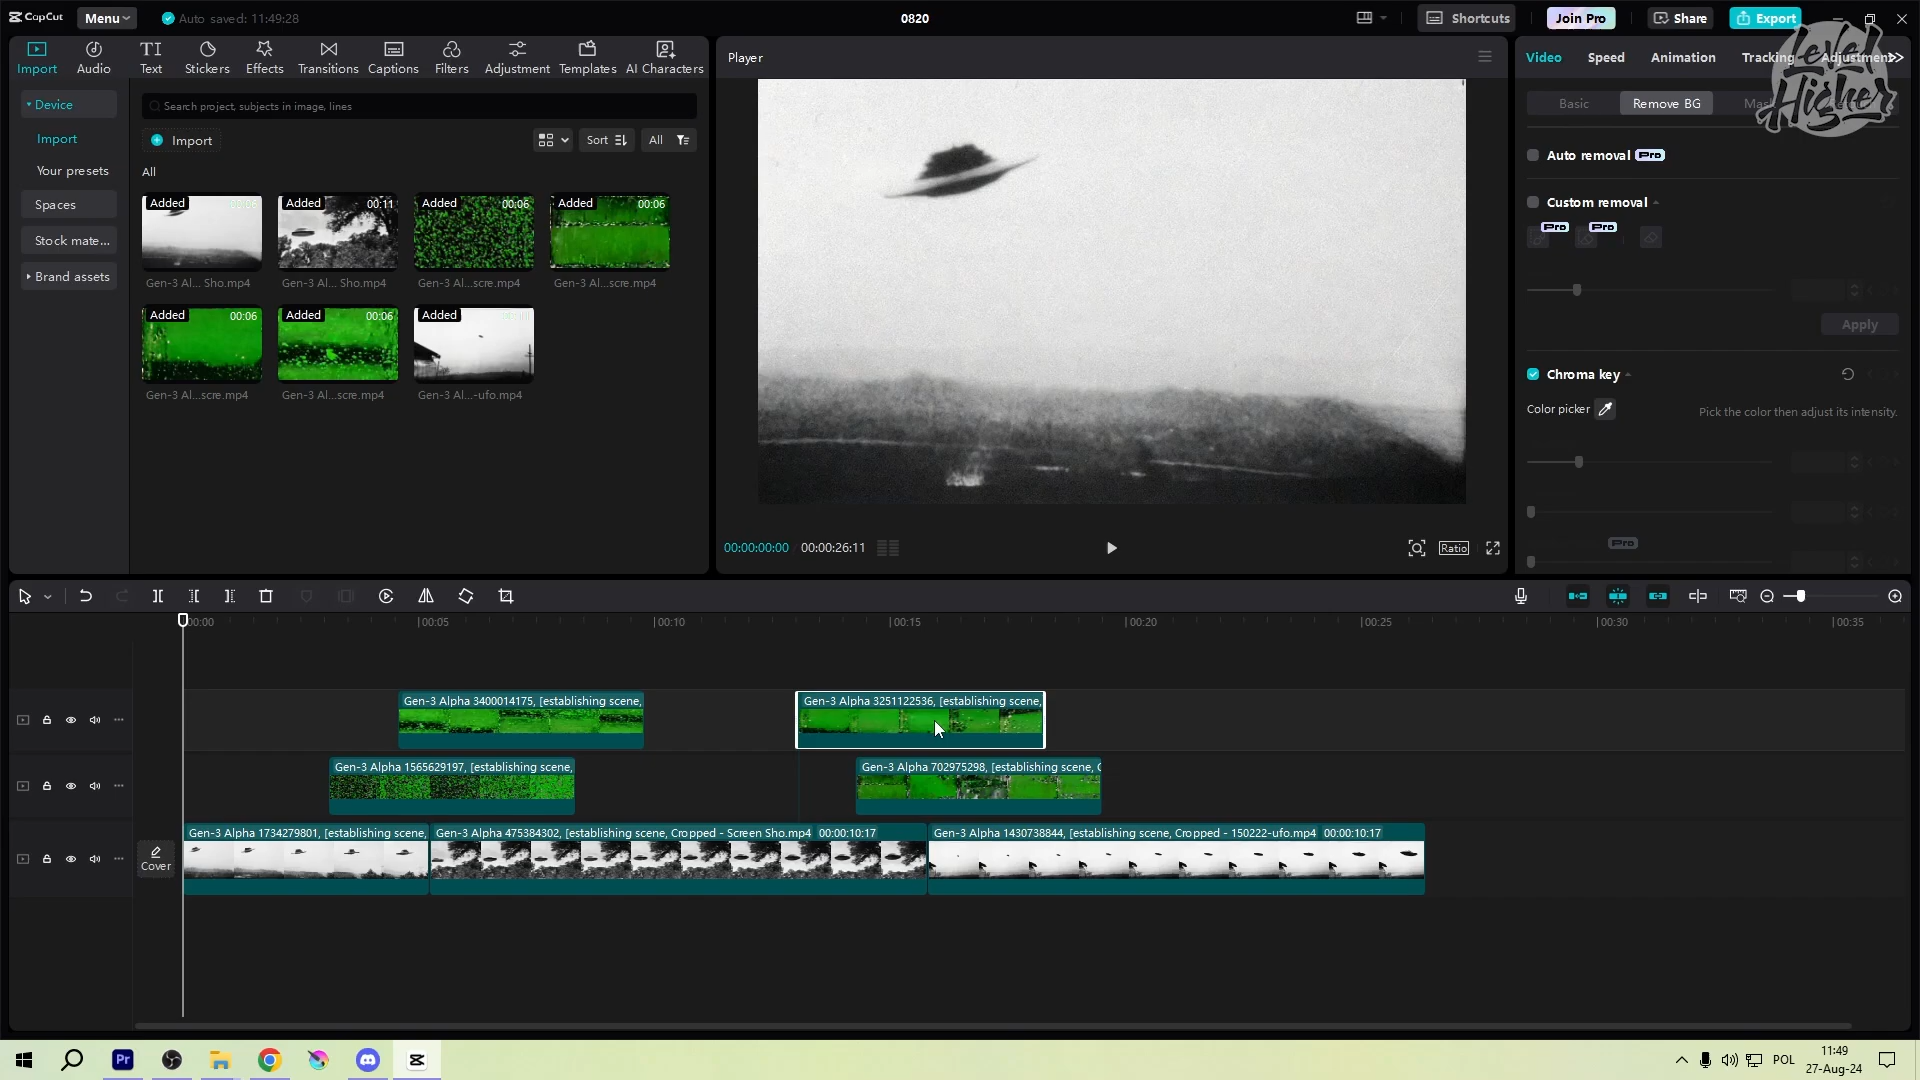 CapCut
Menu
Auto saved: 11:49:28
0820
Shortcuts
Join Pro
Share
Export
Level Higher
Import
Audio
Text
Stickers
Effects
Transitions
Captions
Filters
Adjustment
Templates
AI Characters
Player
Video
Speed
Animation
Tracking
Adjustment
Device
Import
Your presets
Spaces
Stock mate...
Brand assets
Search project, subjects in image, lines
Import
Sort
All
All
Added
Added 00:11
Added 00:06
Added 00:06
Gen-3 Al... Sho.mp4
Gen-3 Al... Sho.mp4
Gen-3 Al...scre.mp4
Gen-3 Al...scre.mp4
Added 00:06
Added 00:06
Added
Gen-3 Al...scre.mp4
Gen-3 Al...scre.mp4
Gen-3 Al...-ufo.mp4
00:00:00:00
00:00:26:11
Ratio
Basic
Remove BG
Auto removal Pro
Custom removal
Pro
Pro
Apply
Chroma key
Color picker
Pick the color then adjust its intensity.
Pro
00:00
00:05
00:10
00:15
00:20
00:25
00:30
00:35
Gen-3 Alpha 3400014175, [establishing scene,
Gen-3 Alpha 3251122536, [establishing scene,
Gen-3 Alpha 1565629197, [establishing scene,
Gen-3 Alpha 702975298, [establishing scene, C
Cover
Gen-3 Alpha 1734279801, [establishing scene,
Gen-3 Alpha 475384302, [establishing scene, Cropped - Screen Sho.mp4 00:00:10:17
Gen-3 Alpha 1430738844, [establishing scene, Cropped - 150222-ufo.mp4 00:00:10:17
Pr
POL
11:49
27-Aug-24